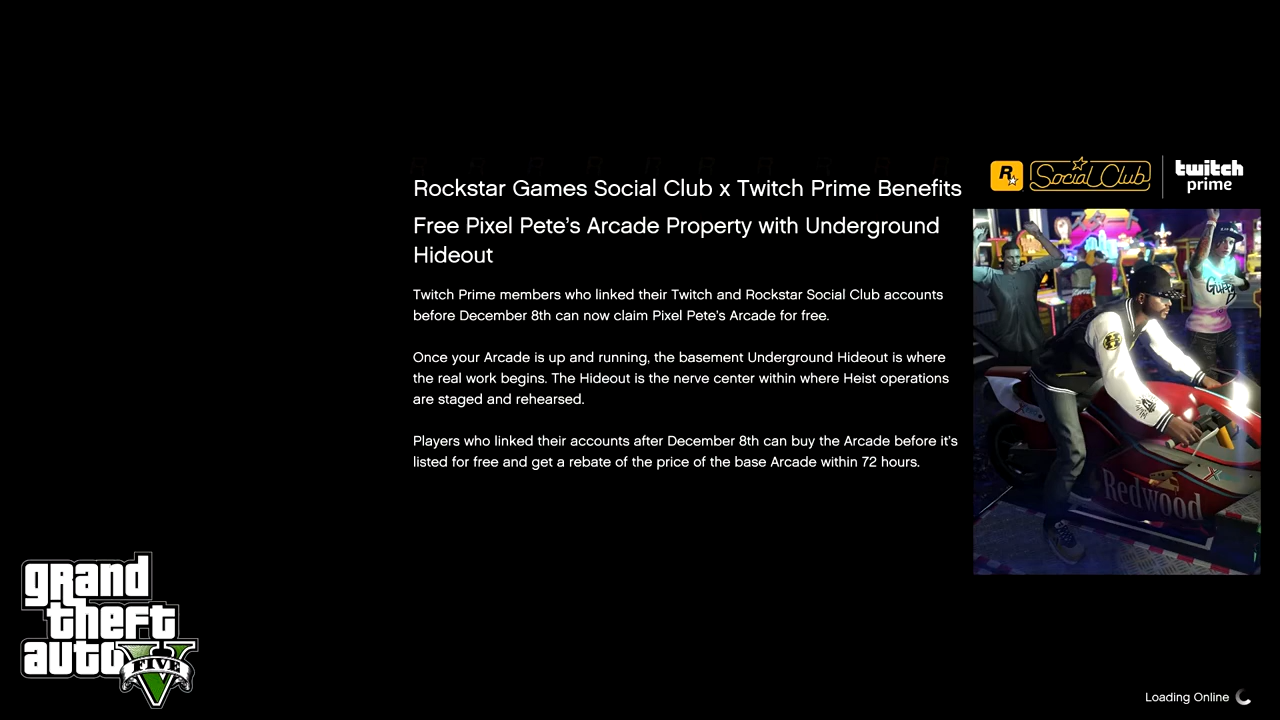 Rockstar Games Social Club x Twitch Prime Benefits
Free Pixel Pete's Arcade Property with Underground
Hideout
Twitch Prime members who linked their Twitch and Rockstar Social Club accounts
before December 8th can now claim Pixel Pete's Arcade for free.
Once your Arcade is up and running, the basement Underground Hideout is where
the real work begins. The Hideout is the nerve center within where Heist operations
are staged and rehearsed.
Players who linked their accounts after December 8th can buy the Arcade before it's
listed for free and get a rebate of the price of the base Arcade within 72 hours.
R Social Club
twitch
prime
Redwood
grand
theft
auto
FIVE
Loading Online